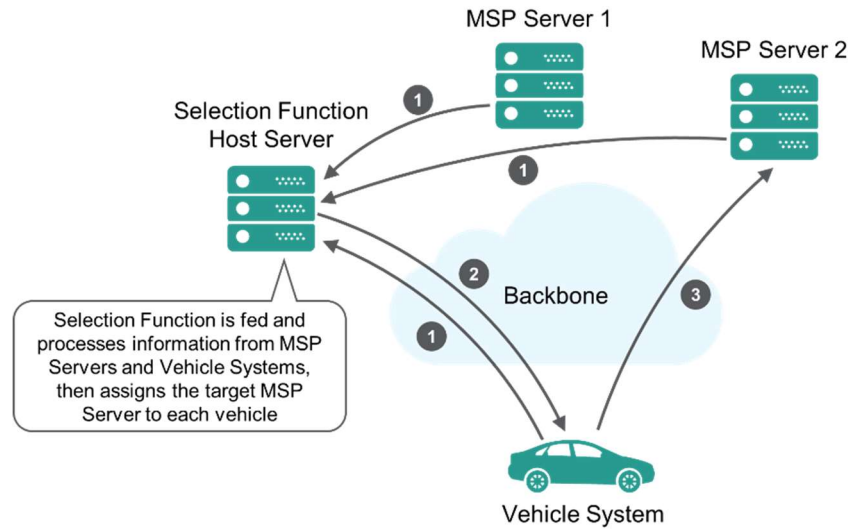 MSP Server 1
MSP Server 2
Selection Function
Host Server
1
1
2
Backbone
3
1
Selection Function is fed and
processes information from MSP
Servers and Vehicle Systems,
then assigns the target MSP
Server to each vehicle
Vehicle System